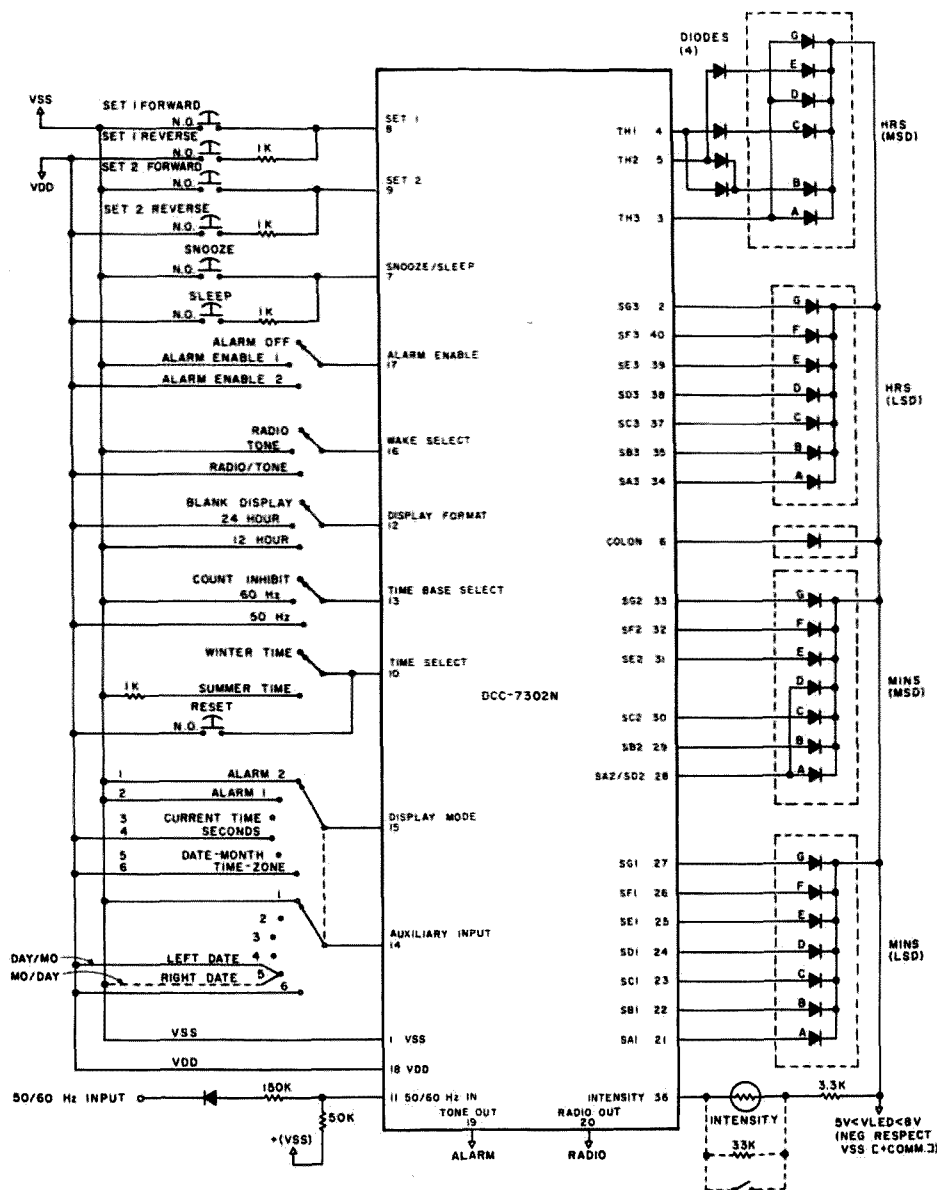 DIODES
(4)
G
E
D
C
B
A
HRS
(MSD)
VSS
VDD
SET 1 FORWARD
N.O.
SET 1 REVERSE
N.O.
1K
SET 2 FORWARD
N.O.
SET 2 REVERSE
N.O.
1K
SNOOZE
N.O.
SLEEP
N.O.
1K
ALARM OFF
ALARM ENABLE 1
ALARM ENABLE 2
RADIO
TONE
RADIO/TONE
BLANK DISPLAY
24 HOUR
12 HOUR
COUNT INHIBIT
60 Hz
50 Hz
WINTER TIME
1K
SUMMER TIME
RESET
N.O.
1 ALARM 2
2 ALARM 1
3 CURRENT TIME
4 SECONDS
5 DATE-MONTH
6 TIME-ZONE
1
2
3
4
5
6
DAY/MO
MO/DAY
LEFT DATE
RIGHT DATE
VSS
VDD
50/60 Hz INPUT
150K
50K
+(VSS)
SET 1
8
SET 2
9
SNOOZE/SLEEP
7
ALARM ENABLE
17
WAKE SELECT
16
DISPLAY FORMAT
12
TIME BASE SELECT
13
TIME SELECT
10
DCC-7302N
DISPLAY MODE
15
AUXILIARY INPUT
14
1 VSS
18 VDD
11 50/60 Hz IN
TONE OUT
19
ALARM
RADIO OUT
20
RADIO
TH1 4
TH2 5
TH3 3
SG3 2
SF3 40
SE3 39
SD3 38
SC3 37
SB3 35
SA3 34
G
F
E
D
C
B
A
HRS
(LSD)
COLON 6
SG2 33
SF2 32
SE2 31
SC2 30
SB2 29
SA2/SD2 28
G
F
E
D
C
B
A
MINS
(MSD)
SG1 27
SF1 26
SE1 25
SD1 24
SC1 23
SB1 22
SA1 21
G
F
E
D
C
B
A
MINS
(LSD)
INTENSITY 36
INTENSITY
3.3K
33K
5V<VLED<8V
(NEG RESPECT
VSS [+COMM.])